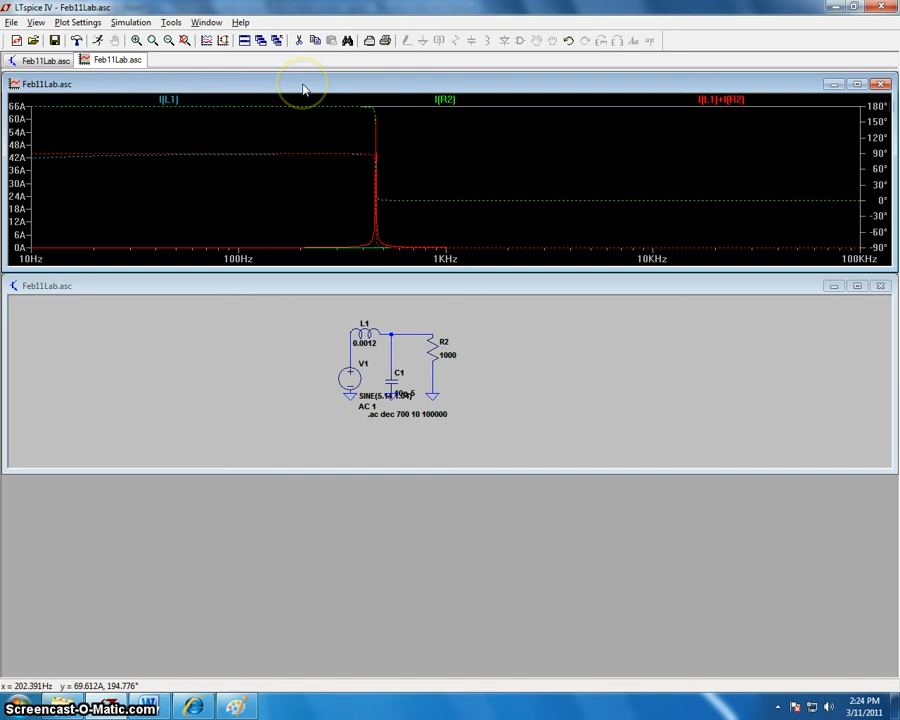 LTspice IV - Feb11Lab.asc
File View Plot Settings Simulation Tools Window Help
Feb11Lab.asc Feb11Lab.asc
Feb11Lab.asc
I(L1) I(R2) I(L1)+I(R2)
66A 180°
60A 150°
54A 120°
48A 90°
42A 60°
36A 30°
30A 0°
24A -30°
18A -60°
12A -90°
6A
0A
10Hz 100Hz 1KHz 10KHz 100KHz
Feb11Lab.asc
L1
0.0012
R2
1000
V1
C1
AC 1
.ac dec 700 10 100000
x = 202.391Hz y = 69.612A, 194.776°
2:24 PM
3/11/2011
Screencast-O-Matic.com